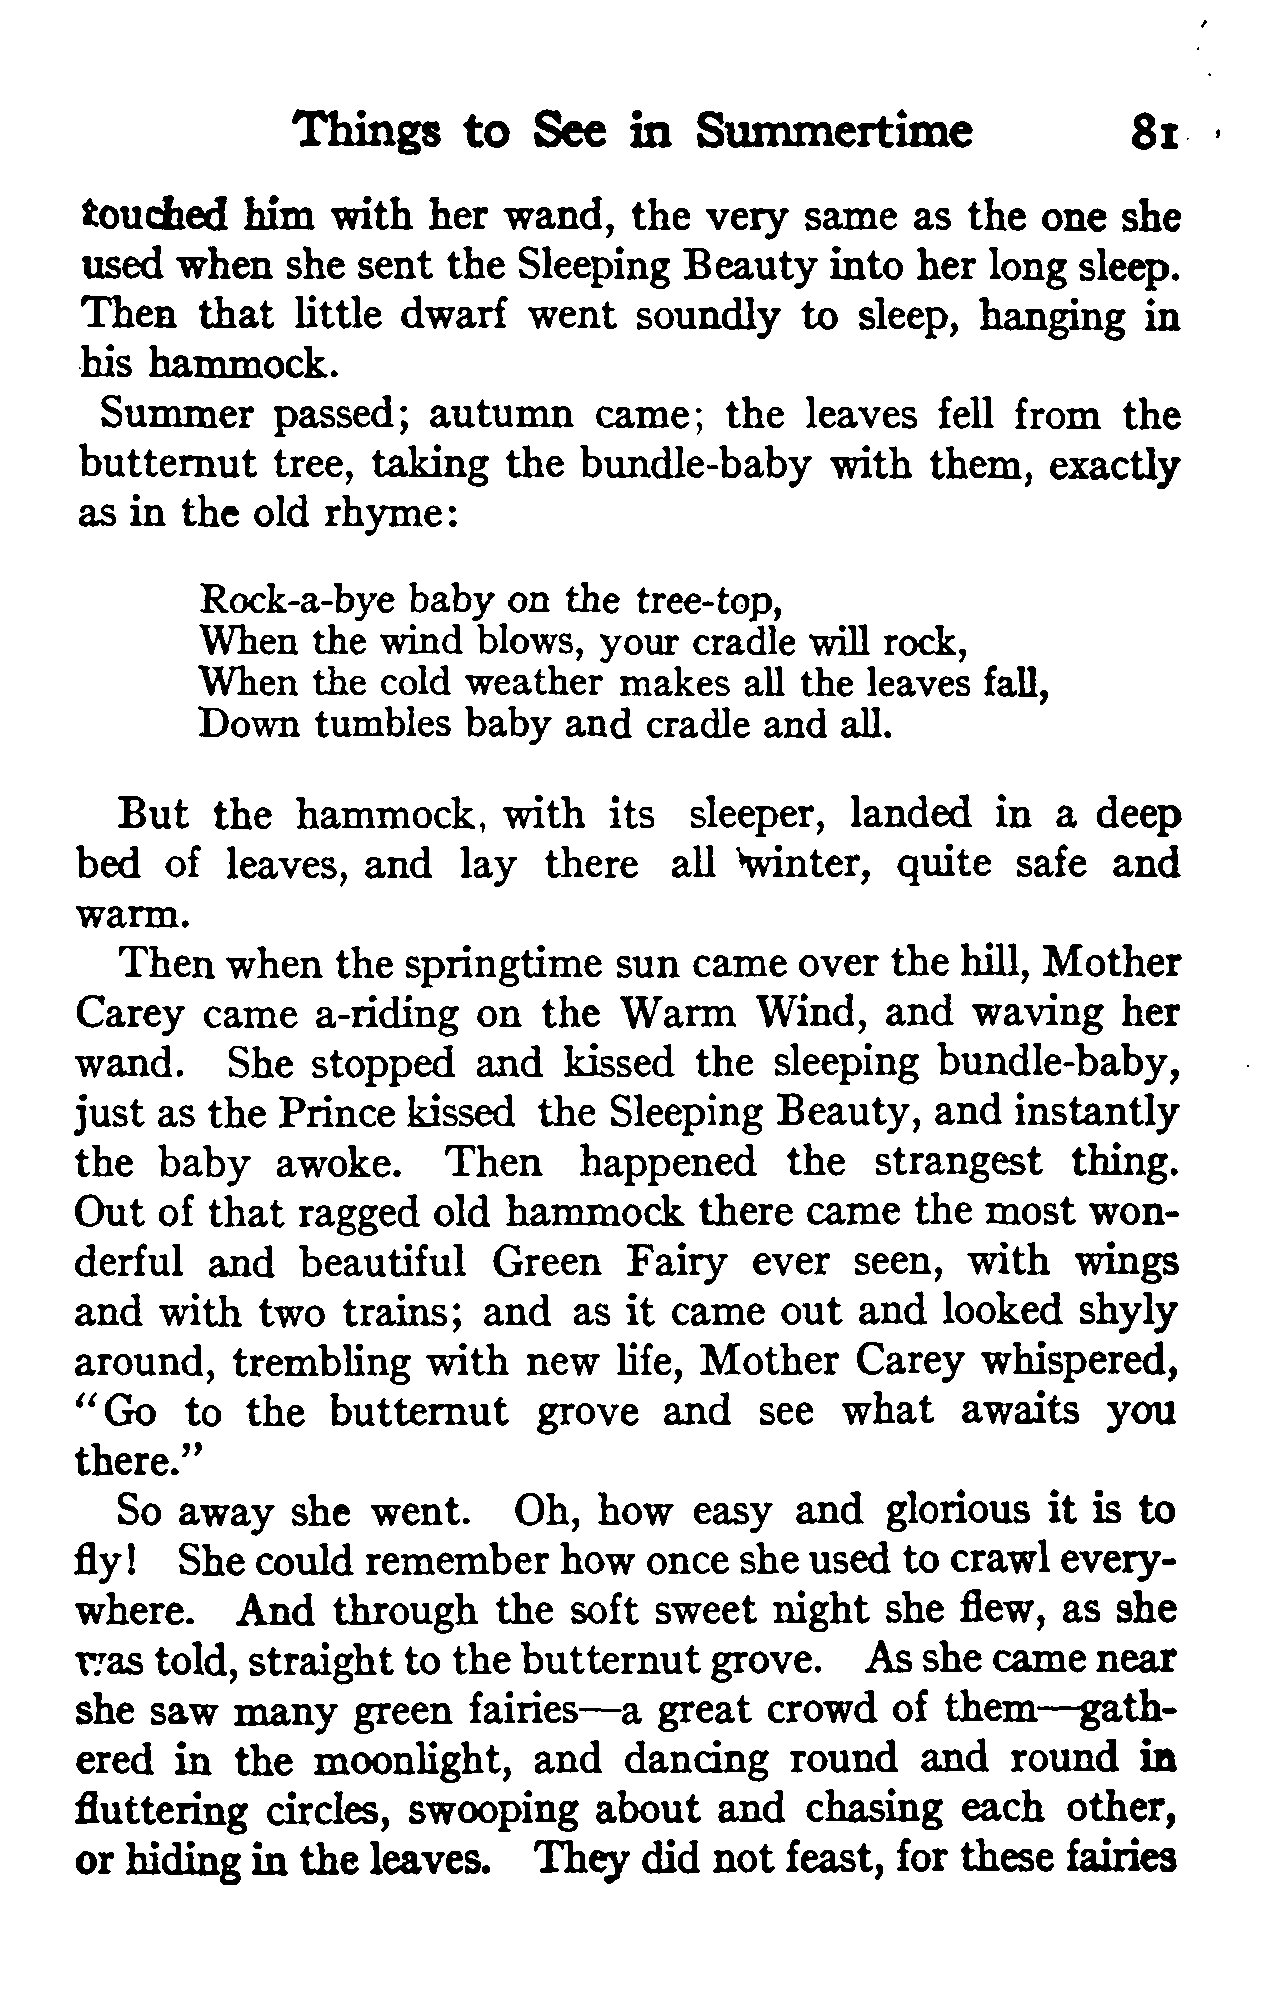 Things to See in Summertime 81
touched him with her wand, the very same as the one she
used when she sent the Sleeping Beauty into her long sleep.
Then that little dwarf went soundly to sleep, hanging in
his hammock.
Summer passed; autumn came; the leaves fell from the
butternut tree, taking the bundle-baby with them, exactly
as in the old rhyme:
Rock-a-bye baby on the tree-top,
When the wind blows, your cradle will rock,
When the cold weather makes all the leaves fall,
Down tumbles baby and cradle and all.
But the hammock, with its sleeper, landed in a deep
bed of leaves, and lay there all winter, quite safe and
warm.
Then when the springtime sun came over the hill, Mother
Carey came a-riding on the Warm Wind, and waving her
wand. She stopped and kissed the sleeping bundle-baby,
just as the Prince kissed the Sleeping Beauty, and instantly
the baby awoke. Then happened the strangest thing.
Out of that ragged old hammock there came the most won-
derful and beautiful Green Fairy ever seen, with wings
and with two trains; and as it came out and looked shyly
around, trembling with new life, Mother Carey whispered,
"Go to the butternut grove and see what awaits you
there."
So away she went. Oh, how easy and glorious it is to
fly! She could remember how once she used to crawl every-
where. And through the soft sweet night she flew, as she
was told, straight to the butternut grove. As she came near
she saw many green fairies—a great crowd of them—gath-
ered in the moonlight, and dancing round and round in
fluttering circles, swooping about and chasing each other,
or hiding in the leaves. They did not feast, for these fairies